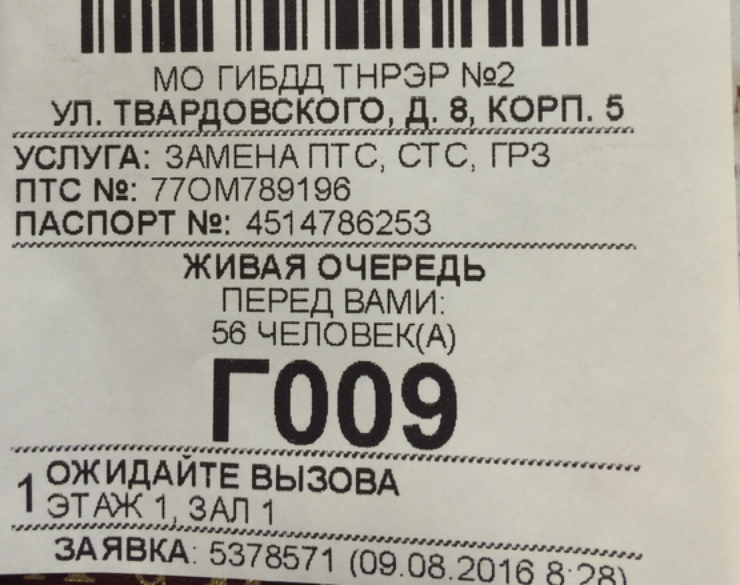 МО ГИБДД ТНРЭР №2
УЛ. ТВАРДОВСКОГО, Д. 8, КОРП. 5
УСЛУГА: ЗАМЕНА ПТС, СТС, ГРЗ
ПТС №: 77ОМ789196
ПАСПОРТ №: 4514786253
ЖИВАЯ ОЧЕРЕДЬ
ПЕРЕД ВАМИ:
56 ЧЕЛОВЕК(А)
Г009
1 ОЖИДАЙТЕ ВЫЗОВА
ЭТАЖ 1, ЗАЛ 1
ЗАЯВКА: 5378571 (09.08.2016 8:28)